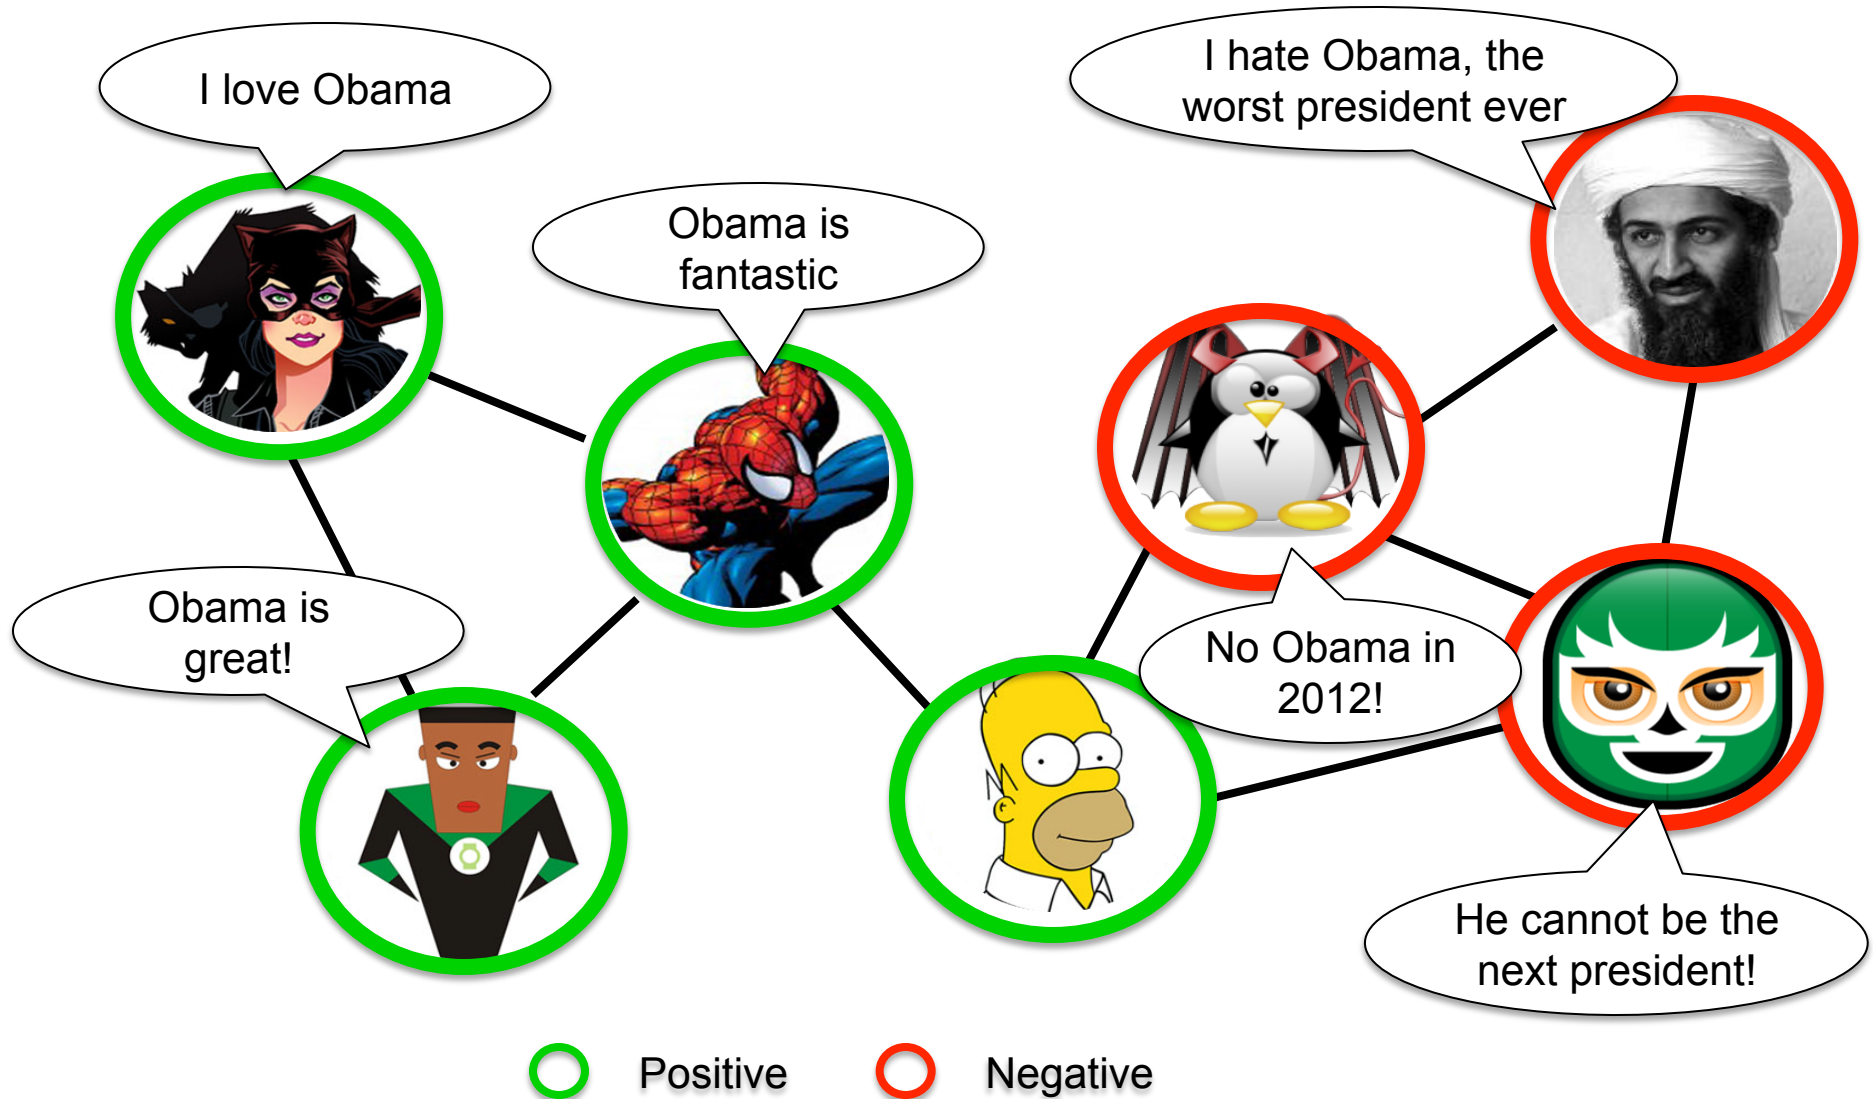 I love Obama
I hate Obama, the
worst president ever
Obama is
fantastic
Obama is
great!
No Obama in
2012!
He cannot be the
next president!
Positive
Negative